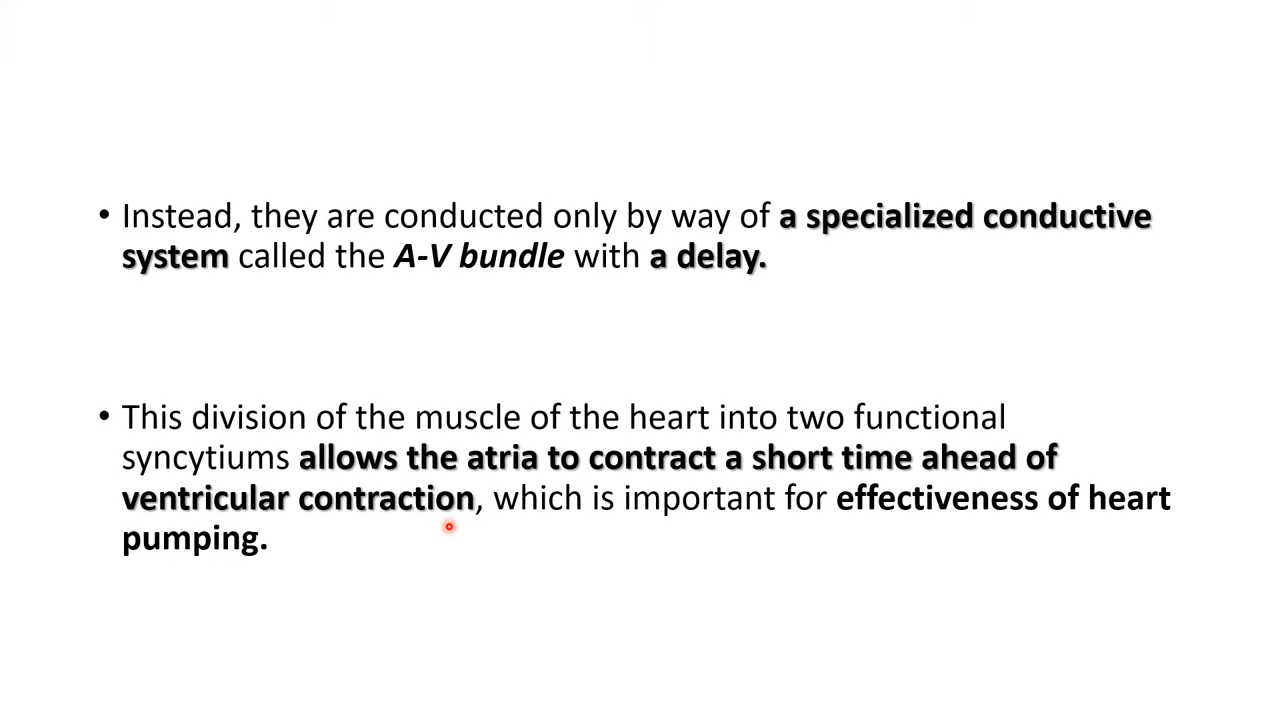 • Instead, they are conducted only by way of a specialized conductive
system called the A-V bundle with a delay.
• This division of the muscle of the heart into two functional
syncytiums allows the atria to contract a short time ahead of
ventricular contraction, which is important for effectiveness of heart
pumping.